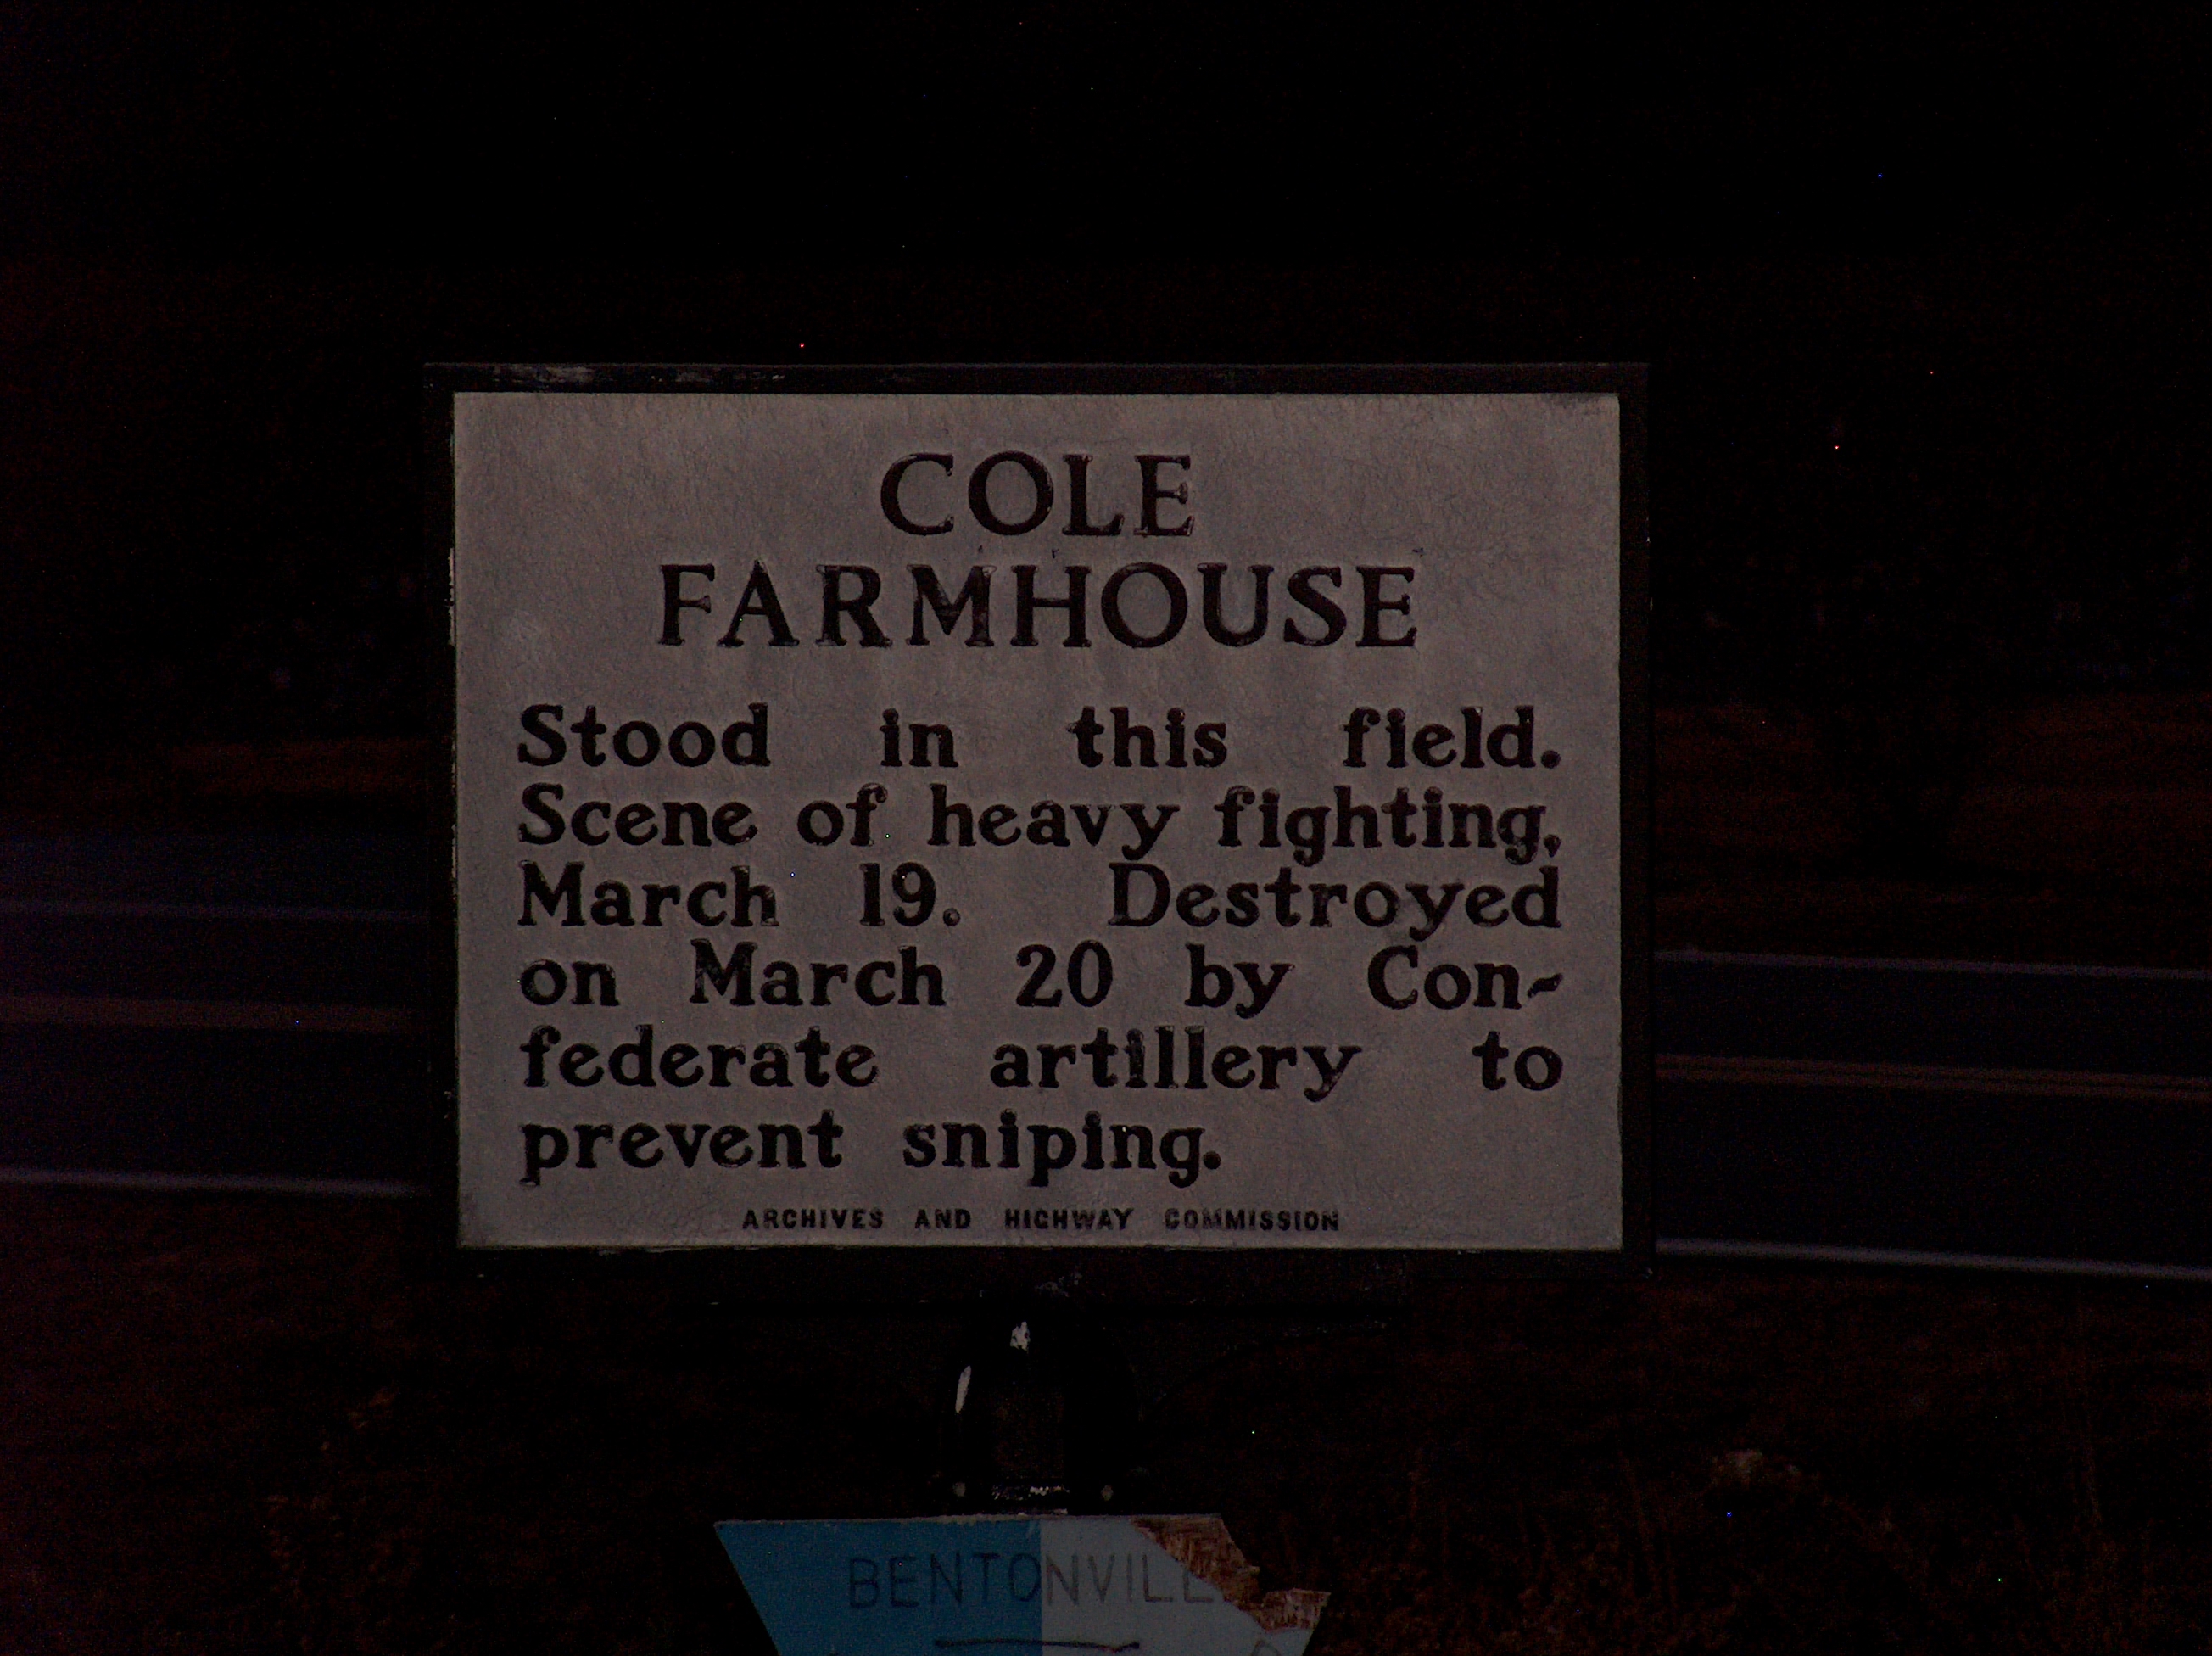 COLE
FARMHOUSE
Stood in this field.
Scene of heavy fighting,
March 19. Destroyed
on March 20 by Con-
federate artillery to
prevent sniping.
ARCHIVES AND HIGHWAY COMMISSION
BENTONVILL